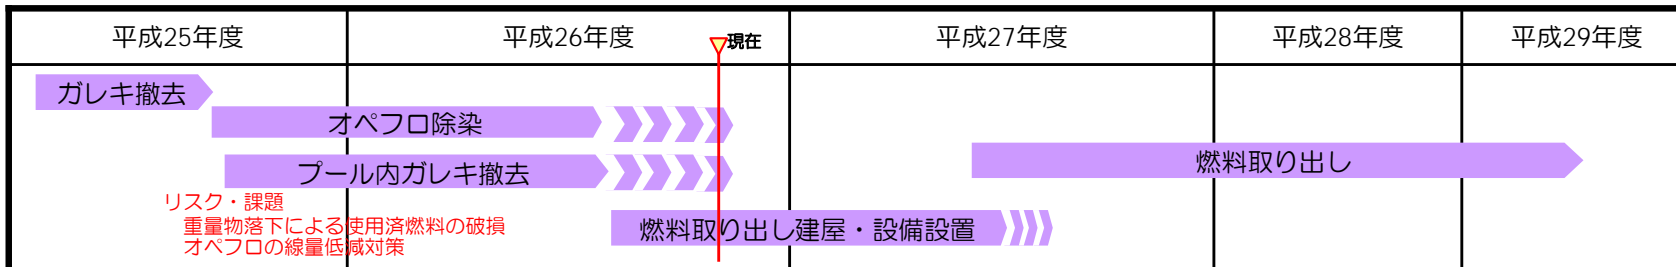 平成25年度
平成26年度
平成27年度
平成28年度
平成29年度
現在
ガレキ撤去
オペフロ除染
プール内ガレキ撤去
燃料取り出し
リスク・課題
重量物落下による使用済燃料の破損
オペフロの線量低減対策
燃料取り出し建屋・設備設置